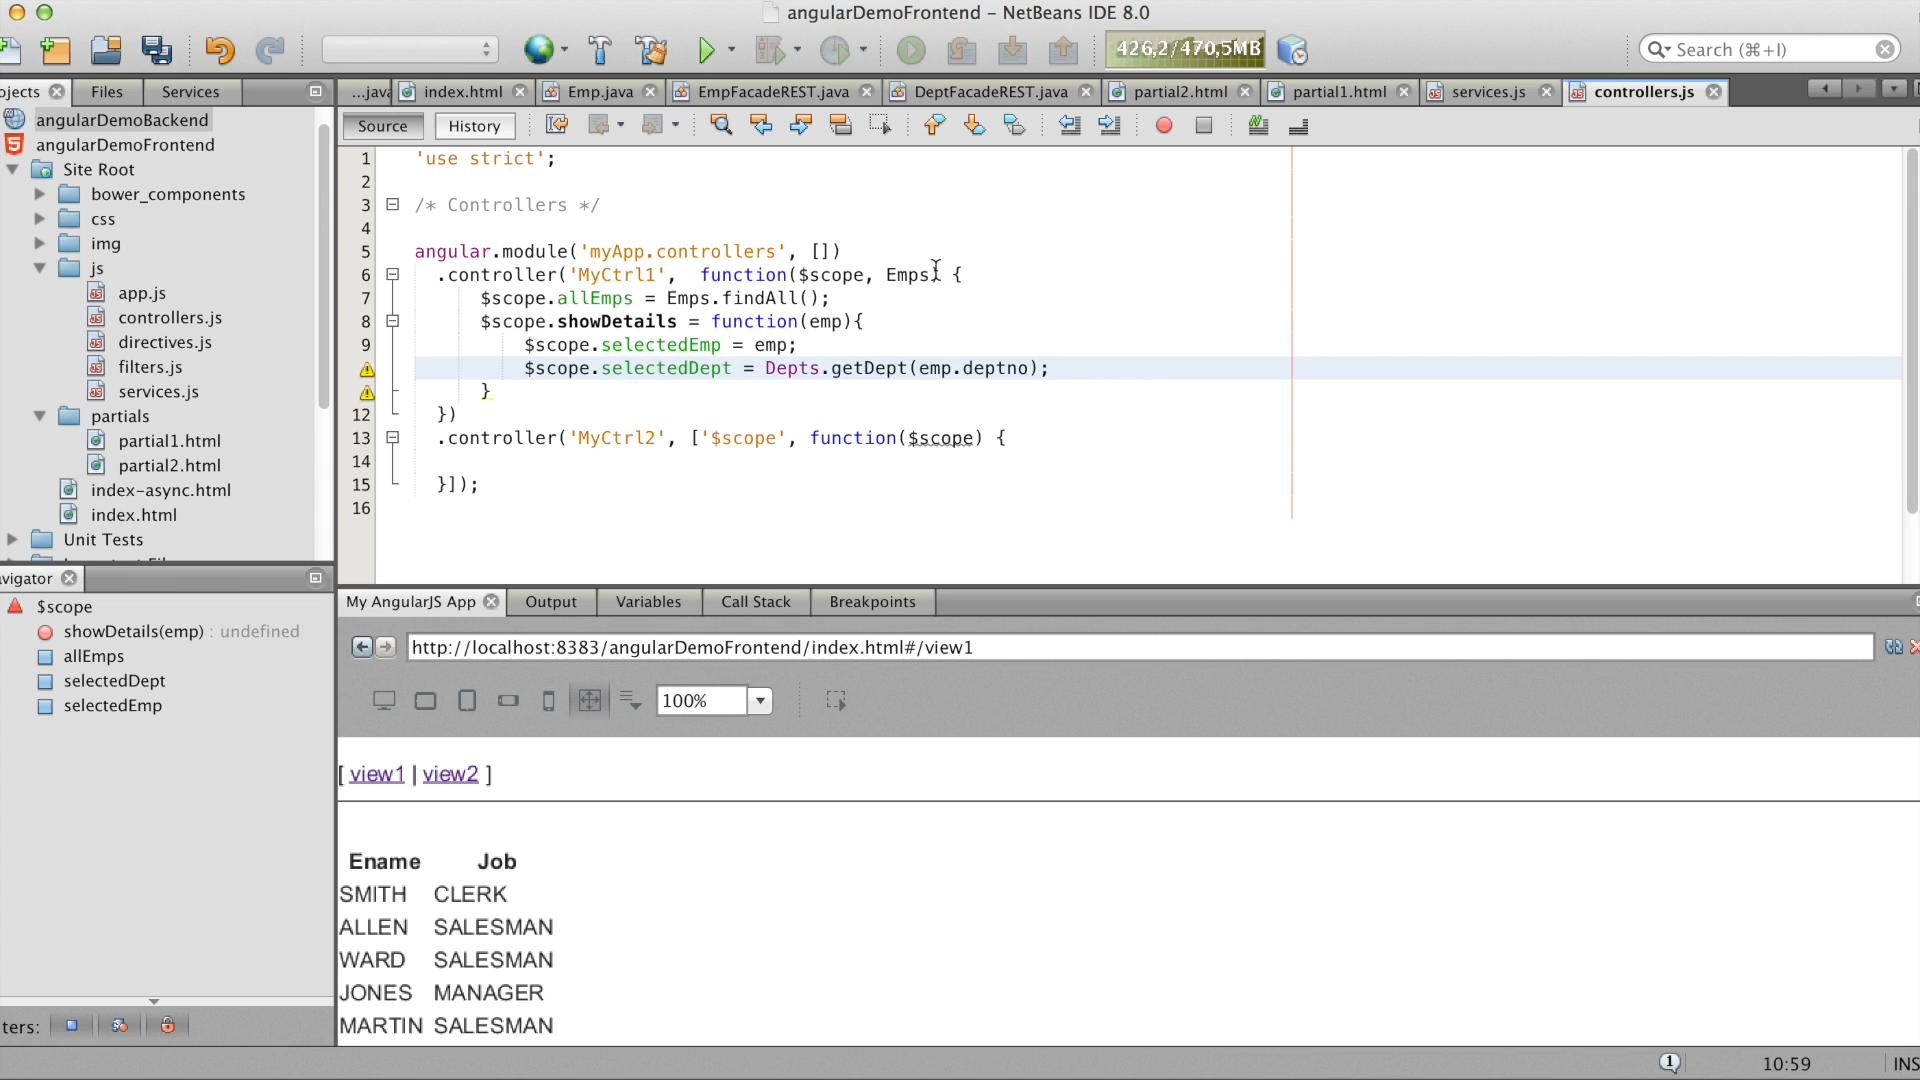 angularDemoFrontend – NetBeans IDE 8.0
426,2/470,5MB
Search (⌘+I)
ojects Files Services
...java index.html Emp.java EmpFacadeREST.java DeptFacadeREST.java partial2.html partial1.html services.js controllers.js
Source History
angularDemoBackend
angularDemoFrontend
Site Root
bower_components
css
img
js
app.js
controllers.js
directives.js
filters.js
services.js
partials
partial1.html
partial2.html
index-async.html
index.html
Unit Tests
1 'use strict';
2
3 /* Controllers */
4
5 angular.module('myApp.controllers', [])
6 .controller('MyCtrl1', function($scope, Emps) {
7 $scope.allEmps = Emps.findAll();
8 $scope.showDetails = function(emp){
9 $scope.selectedEmp = emp;
$scope.selectedDept = Depts.getDept(emp.deptno);
}
12 })
13 .controller('MyCtrl2', ['$scope', function($scope) {
14
15 }]);
16
avigator
$scope
showDetails(emp) : undefined
allEmps
selectedDept
selectedEmp
ters:
My AngularJS App Output Variables Call Stack Breakpoints
http://localhost:8383/angularDemoFrontend/index.html#/view1
100%
[ view1 | view2 ]
Ename Job
SMITH CLERK
ALLEN SALESMAN
WARD SALESMAN
JONES MANAGER
MARTIN SALESMAN
1 10:59 INS